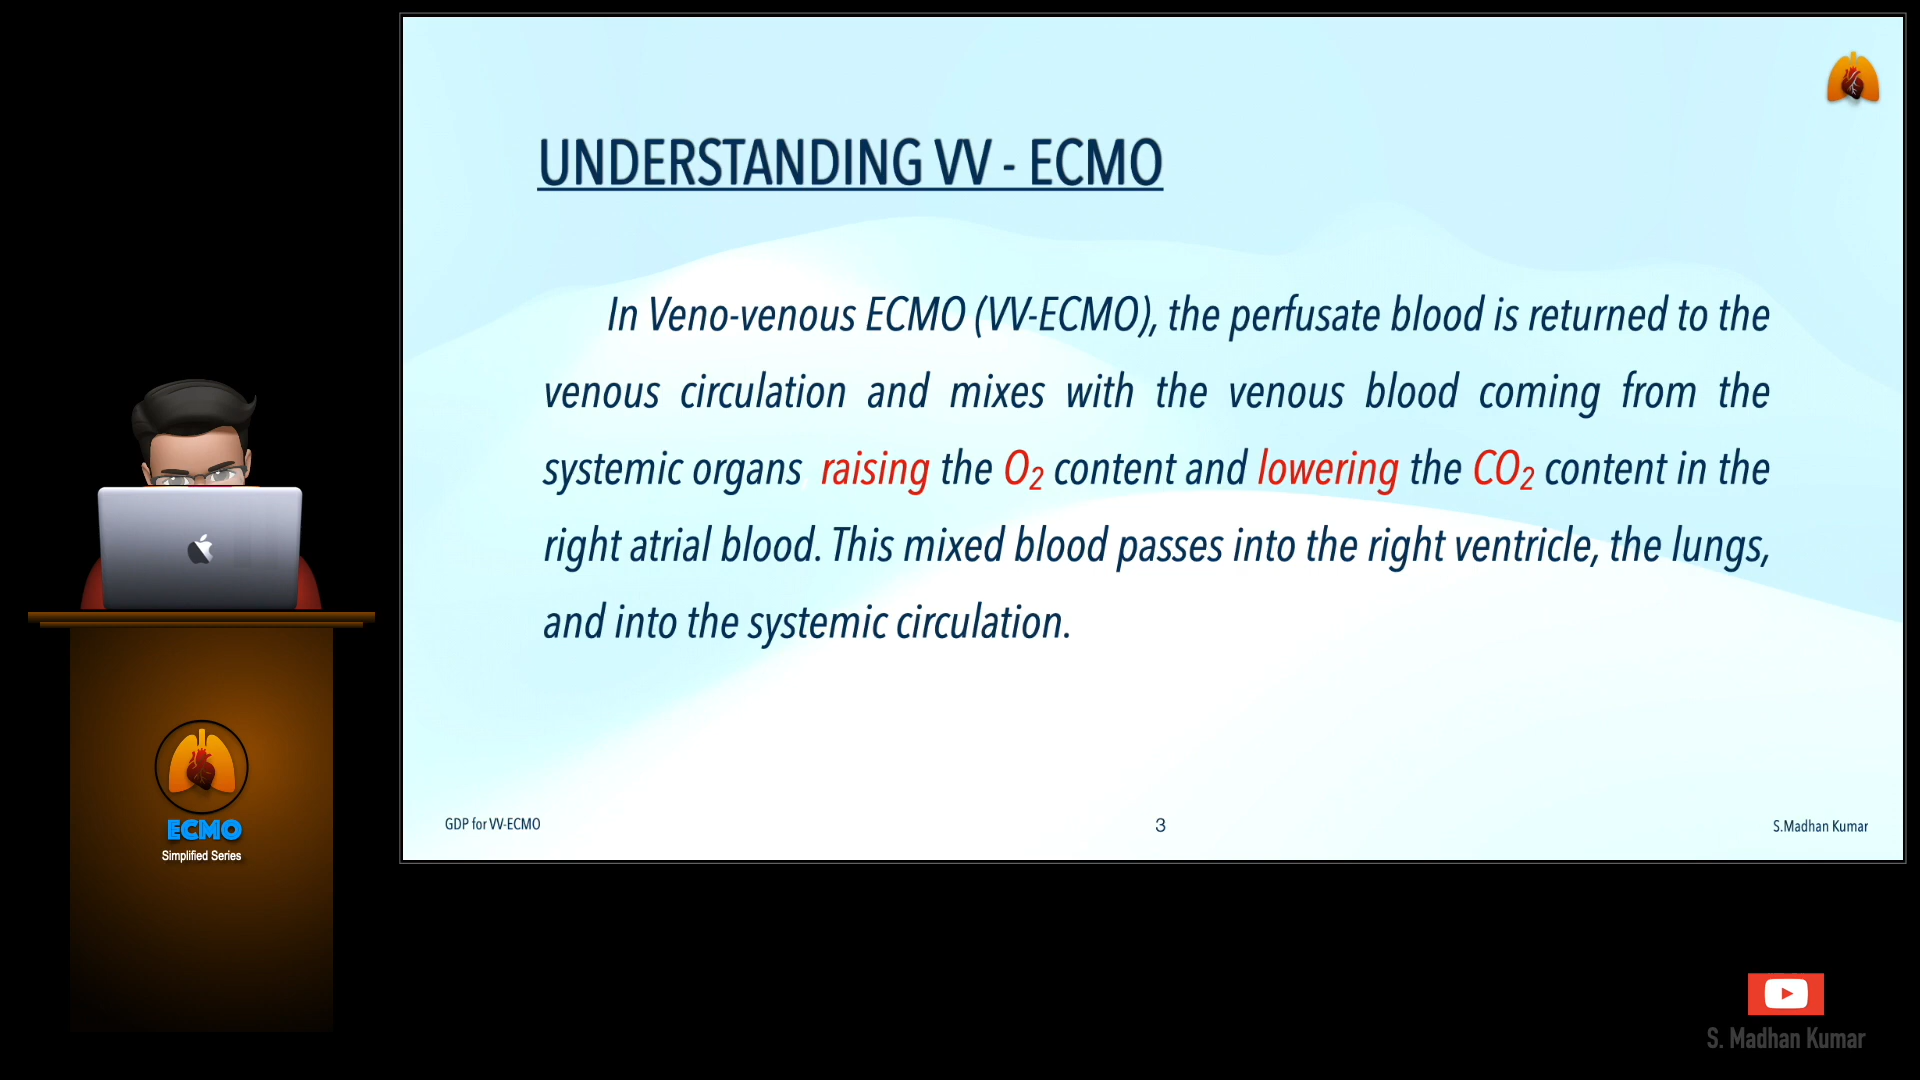 UNDERSTANDING VV - ECMO
In Veno-venous ECMO (VV-ECMO), the perfusate blood is returned to the
venous circulation and mixes with the venous blood coming from the
systemic organs raising the O₂ content and lowering the CO₂ content in the
right atrial blood. This mixed blood passes into the right ventricle, the lungs,
and into the systemic circulation.
GDP for VV-ECMO
3
S.Madhan Kumar
ECMO
Simplified Series
S. Madhan Kumar